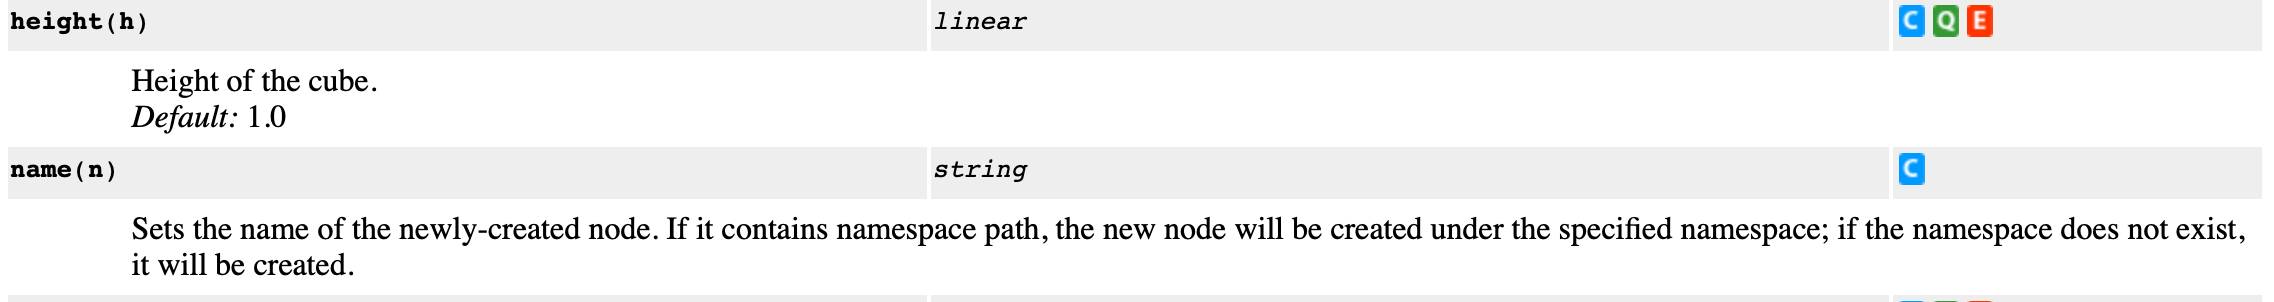 height(h) linear C Q E
Height of the cube.
Default: 1.0
name(n) string C
Sets the name of the newly-created node. If it contains namespace path, the new node will be created under the specified namespace; if the namespace does not exist,
it will be created.